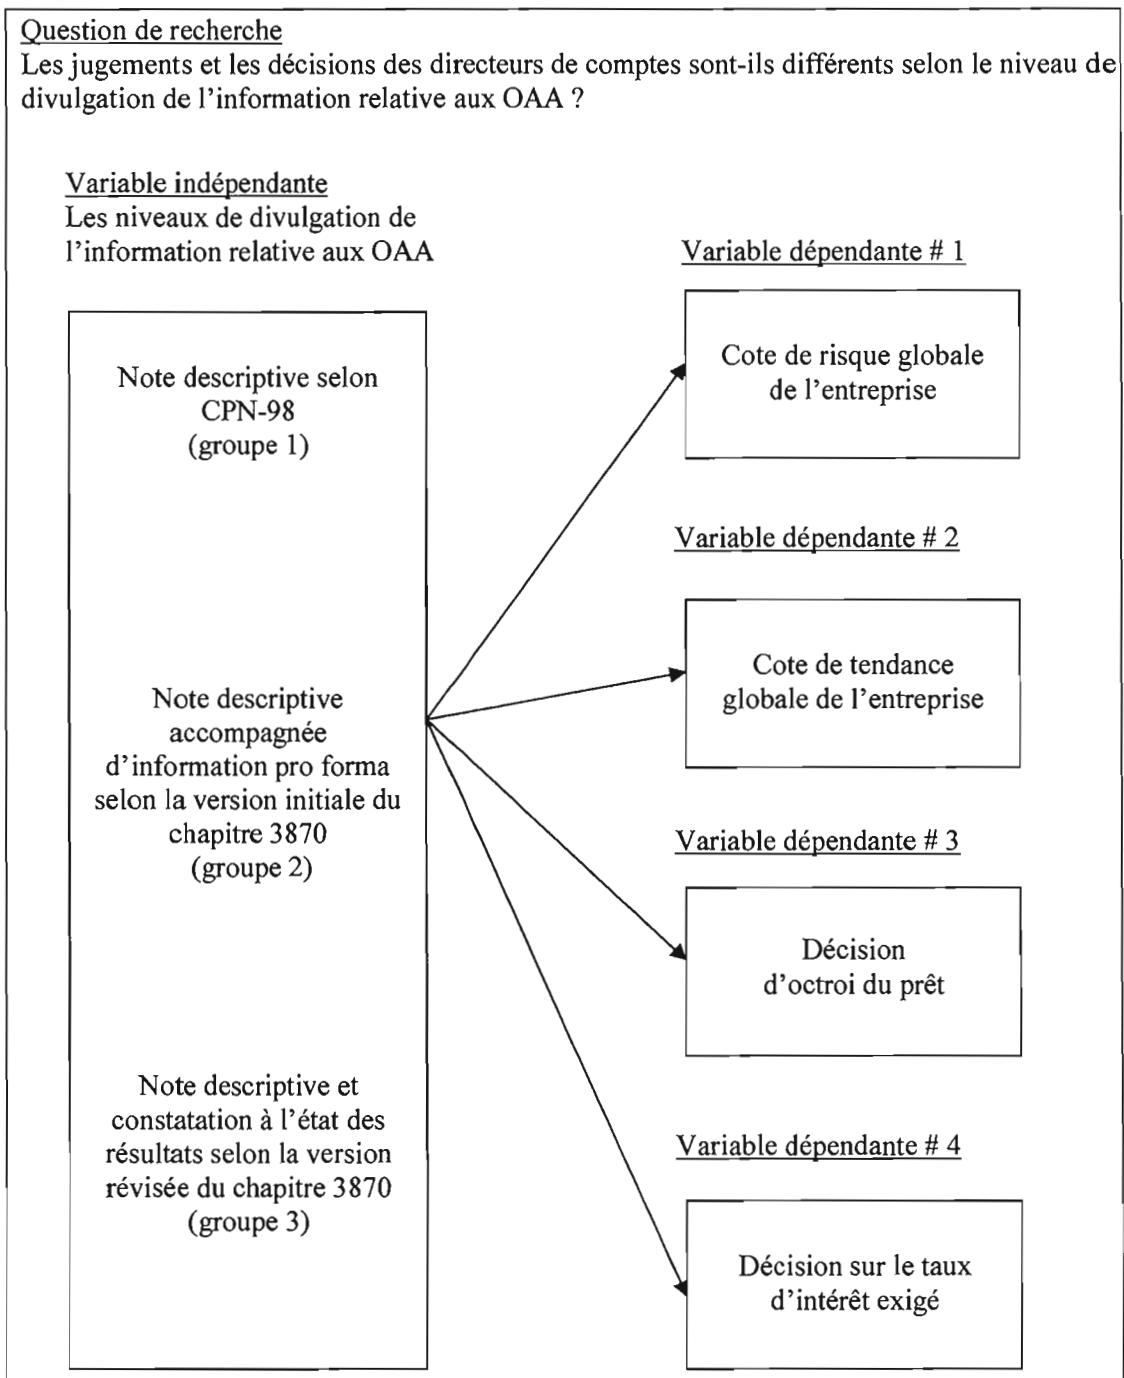 Question de recherche
Les jugements et les décisions des directeurs de comptes sont-ils différents selon le niveau de
divulgation de l'information relative aux OAA ?
Variable indépendante
Les niveaux de divulgation de
l'information relative aux OAA
Note descriptive selon
CPN-98
(groupe 1)
Note descriptive
accompagnée
d'information pro forma
selon la version initiale du
chapitre 3870
(groupe 2)
Note descriptive et
constatation à l'état des
résultats selon la version
révisée du chapitre 3870
(groupe 3)
Variable dépendante # 1
Cote de risque globale
de l'entreprise
Variable dépendante # 2
Cote de tendance
globale de l'entreprise
Variable dépendante # 3
Décision
d'octroi du prêt
Variable dépendante # 4
Décision sur le taux
d'intérêt exigé